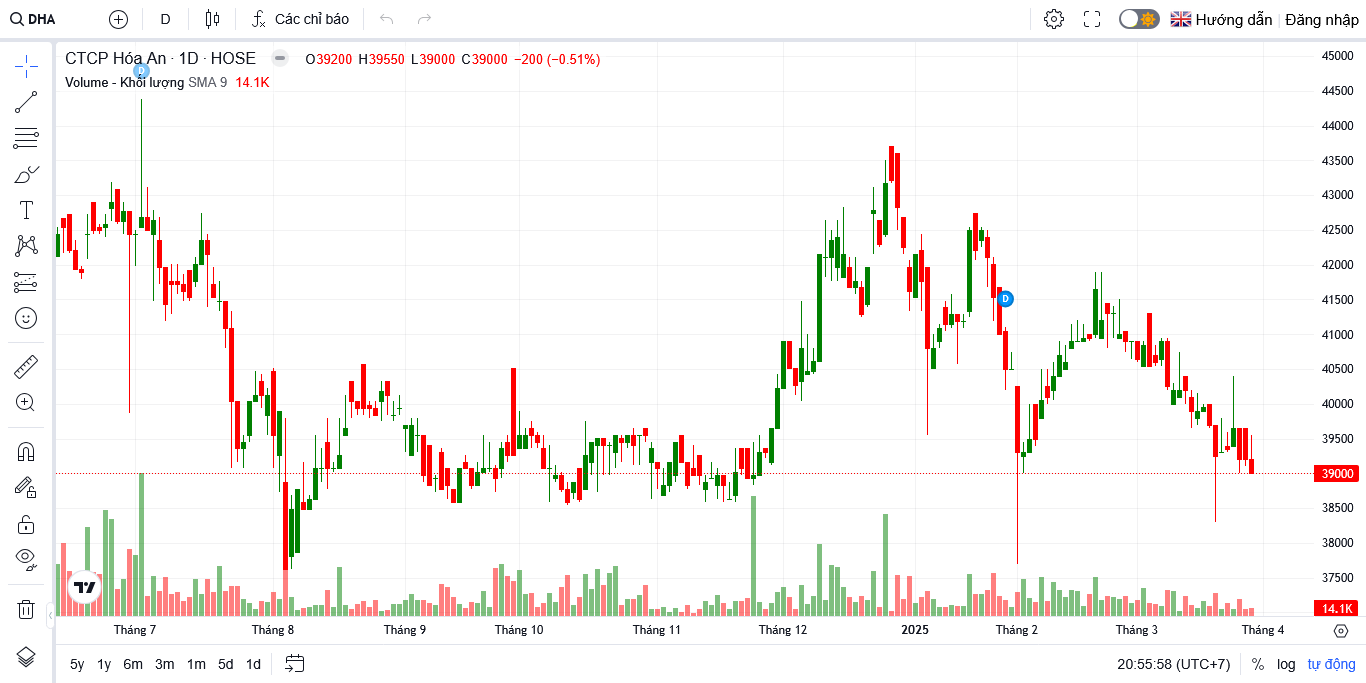 DHA D Các chỉ báo Hướng dẫn Đăng nhập
CTCP Hóa An · 1D · HOSE O39200 H39550 L39000 C39000 −200 (−0.51%)
D
Volume - Khối lượng SMA 9 14.1K
45000
44500
44000
43500
43000
42500
42000
41500
D
41000
40500
40000
39500
39000
38500
38000
37500
14.1K
Tháng 7 Tháng 8 Tháng 9 Tháng 10 Tháng 11 Tháng 12 2025 Tháng 2 Tháng 3 Tháng 4
5y 1y 6m 3m 1m 5d 1d 20:55:58 (UTC+7) % log tự động